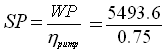 SP = WP / η_pump = 5493.6 / 0.75